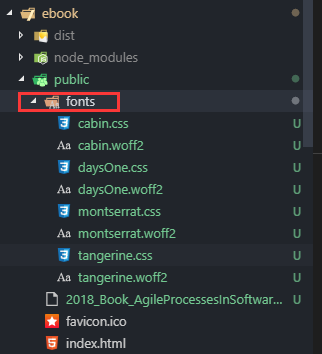 ebook
dist
node_modules
public
fonts
cabin.css U
Aa cabin.woff2 U
daysOne.css U
Aa daysOne.woff2 U
montserrat.css U
Aa montserrat.woff2 U
tangerine.css U
Aa tangerine.woff2 U
2018_Book_AgileProcessesInSoftwar... U
favicon.ico
index.html